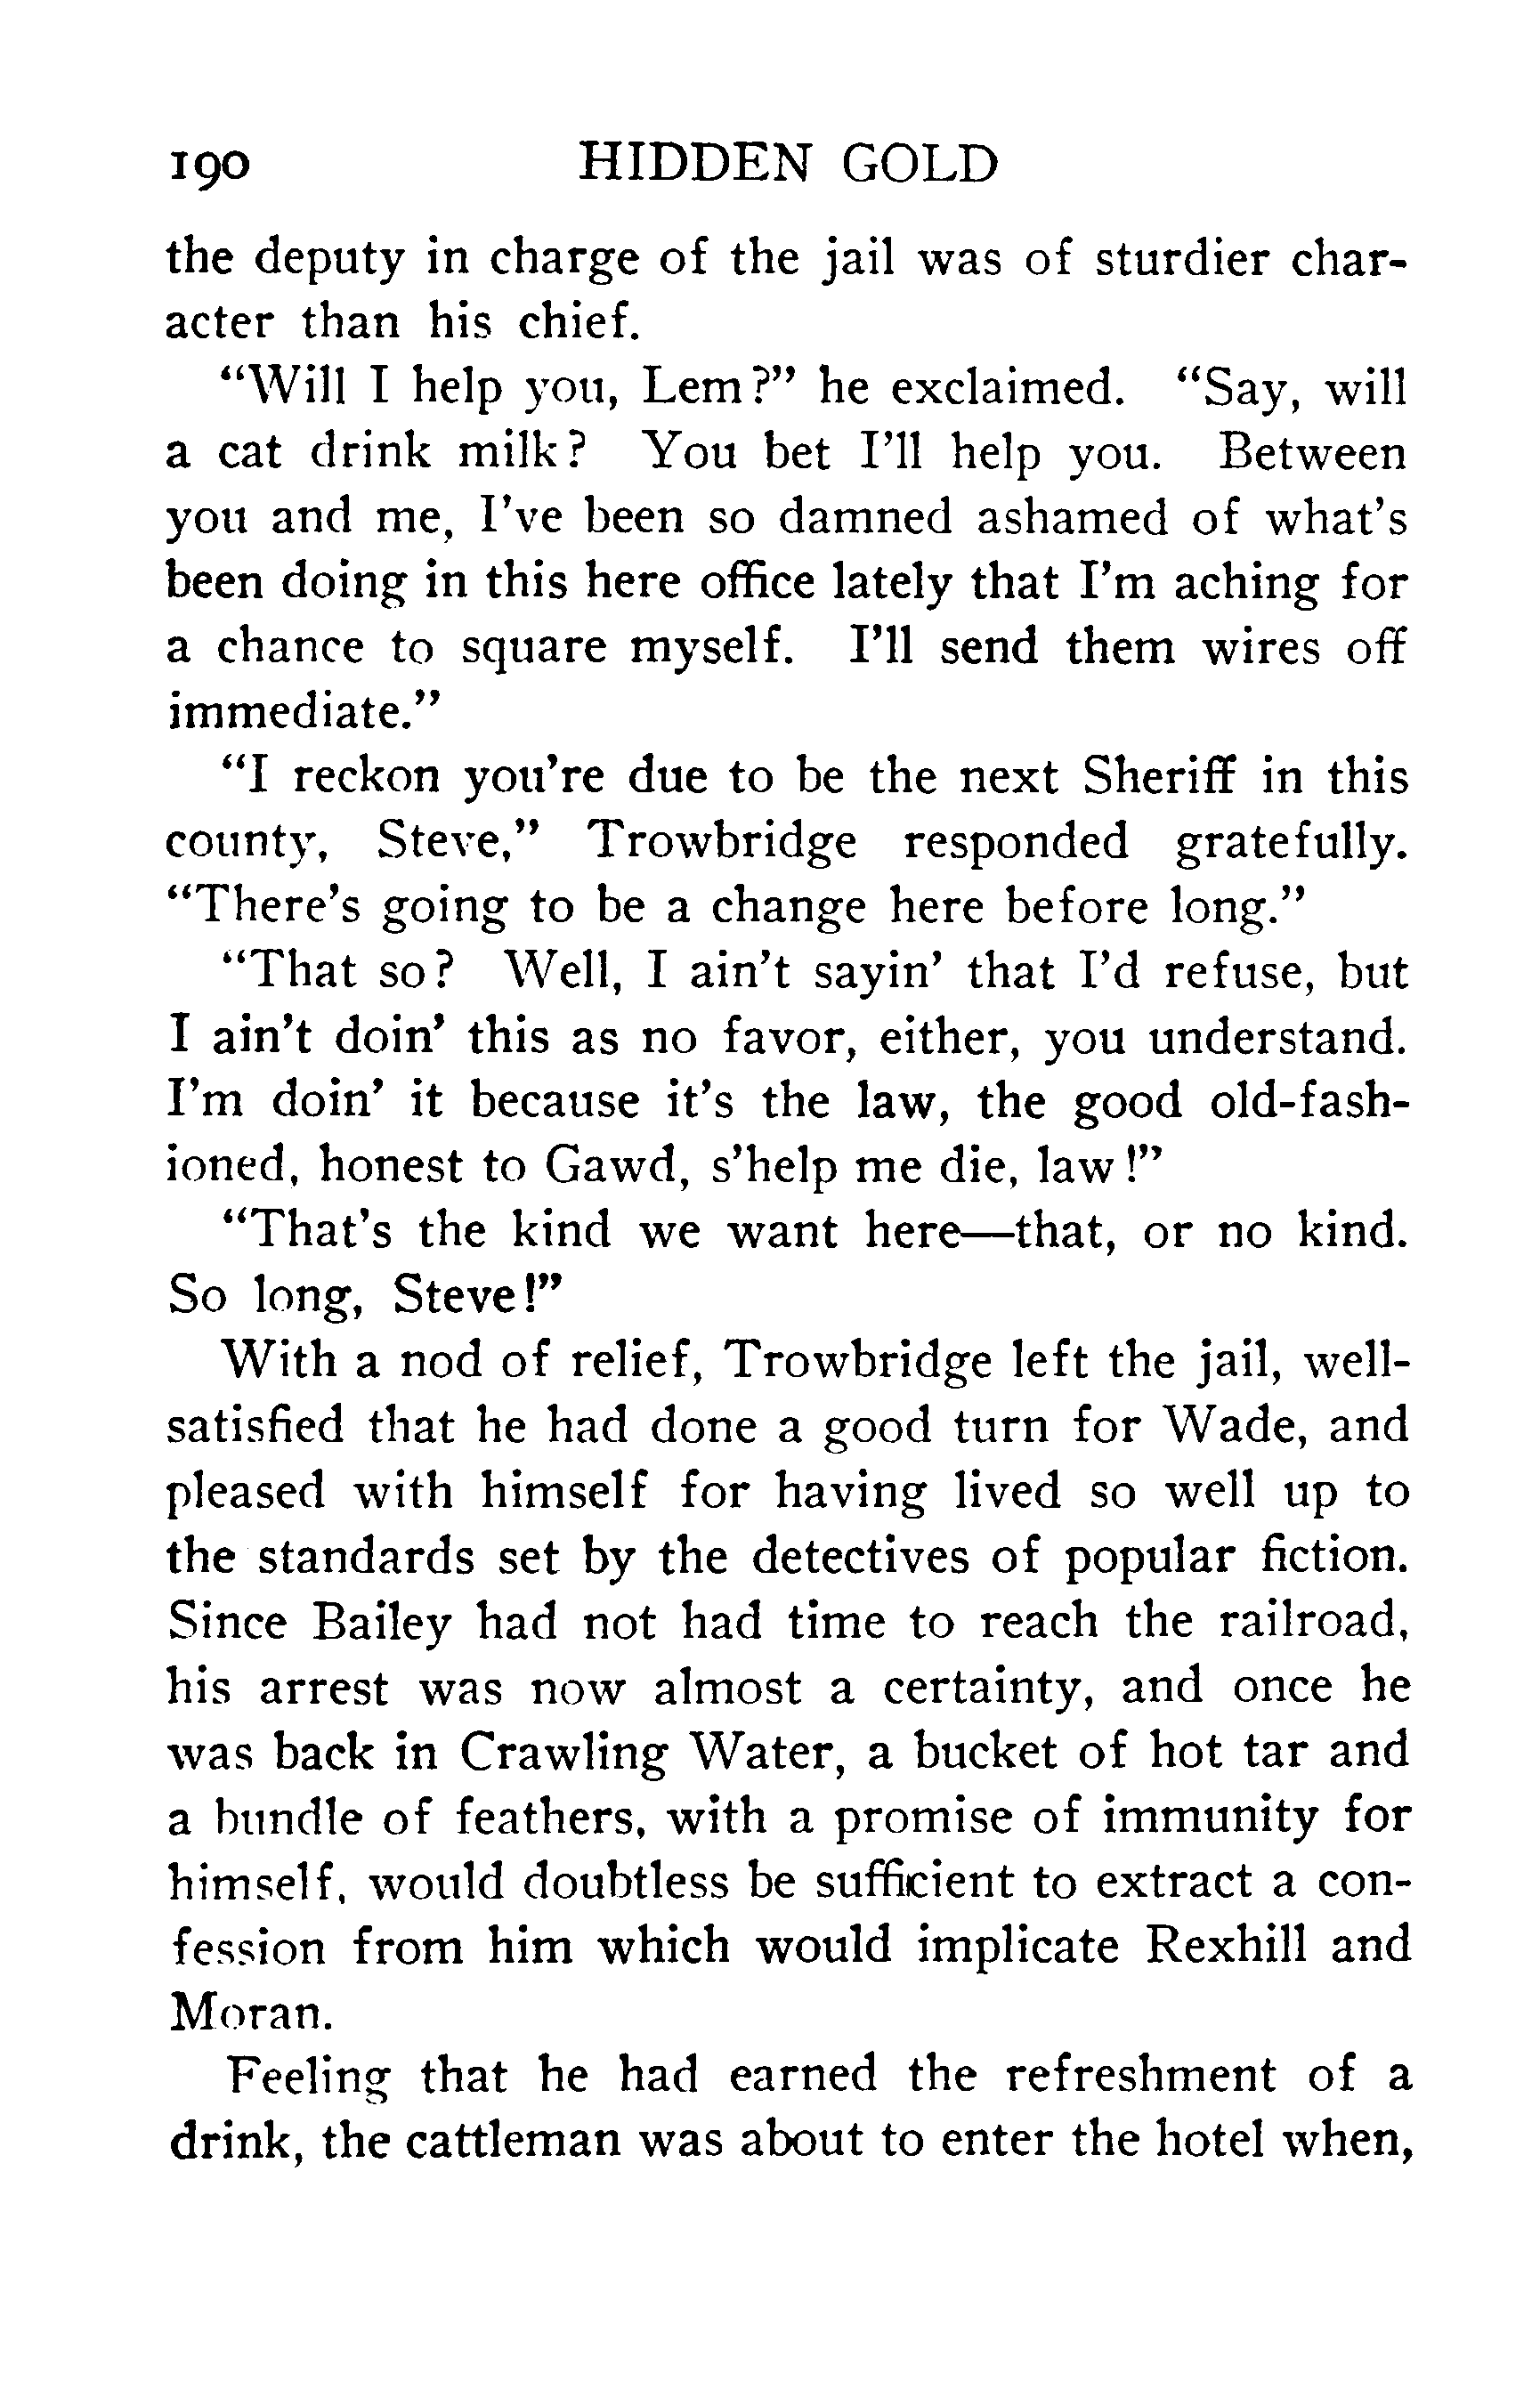 190 HIDDEN GOLD
the deputy in charge of the jail was of sturdier char-
acter than his chief.
“Will I help you, Lem?” he exclaimed. “Say, will
a cat drink milk? You bet I’ll help you. Between
you and me, I’ve been so damned ashamed of what’s
been doing in this here office lately that I’m aching for
a chance to square myself. I’ll send them wires off
immediate.”
“I reckon you’re due to be the next Sheriff in this
county, Steve,” Trowbridge responded gratefully.
“There’s going to be a change here before long.”
“That so? Well, I ain’t sayin’ that I’d refuse, but
I ain’t doin’ this as no favor, either, you understand.
I’m doin’ it because it’s the law, the good old-fash-
ioned, honest to Gawd, s’help me die, law!”
“That’s the kind we want here—that, or no kind.
So long, Steve!”
With a nod of relief, Trowbridge left the jail, well-
satisfied that he had done a good turn for Wade, and
pleased with himself for having lived so well up to
the standards set by the detectives of popular fiction.
Since Bailey had not had time to reach the railroad,
his arrest was now almost a certainty, and once he
was back in Crawling Water, a bucket of hot tar and
a bundle of feathers, with a promise of immunity for
himself, would doubtless be sufficient to extract a con-
fession from him which would implicate Rexhill and
Moran.
Feeling that he had earned the refreshment of a
drink, the cattleman was about to enter the hotel when,